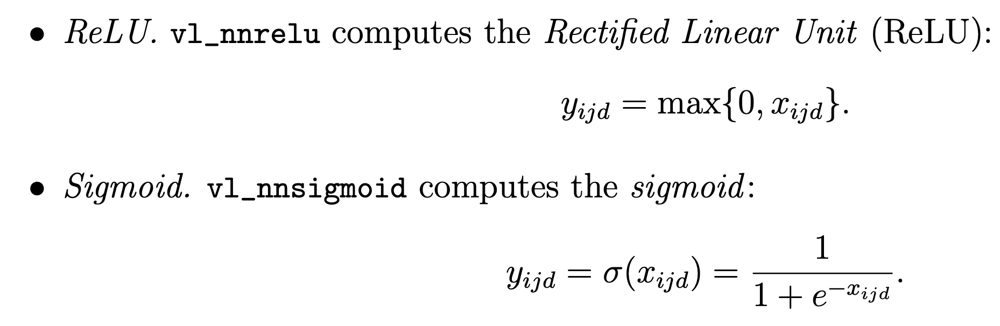 • ReLU. vl_nnrelu computes the Rectified Linear Unit (ReLU):
y_{ijd} = max{0, x_{ijd}}.
• Sigmoid. vl_nnsigmoid computes the sigmoid:
y_{ijd} = σ(x_{ijd}) = \frac{1}{1 + e^{-x_{ijd}}}.